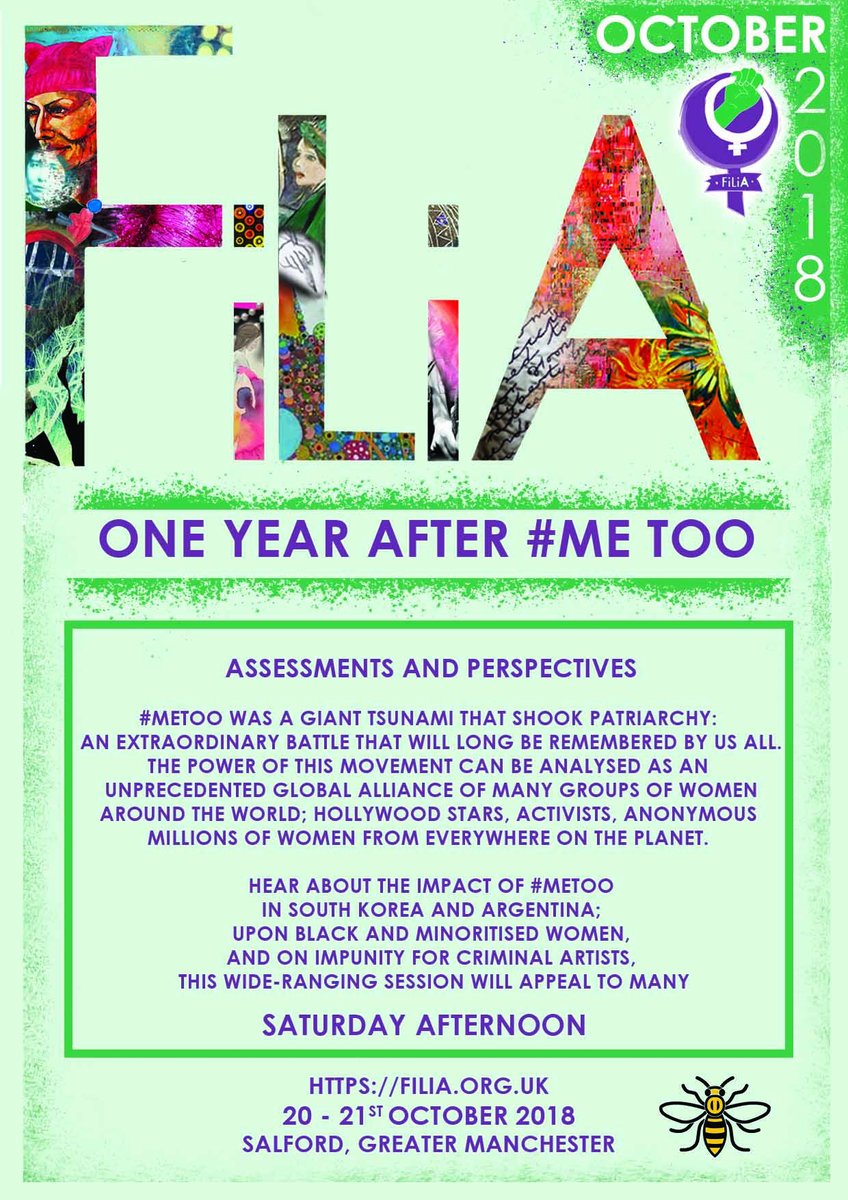 OCTOBER
2018
FiLiA
·FiLiA·
ONE YEAR AFTER #ME TOO
ASSESSMENTS AND PERSPECTIVES
#METOO WAS A GIANT TSUNAMI THAT SHOOK PATRIARCHY:
AN EXTRAORDINARY BATTLE THAT WILL LONG BE REMEMBERED BY US ALL.
THE POWER OF THIS MOVEMENT CAN BE ANALYSED AS AN
UNPRECEDENTED GLOBAL ALLIANCE OF MANY GROUPS OF WOMEN
AROUND THE WORLD; HOLLYWOOD STARS, ACTIVISTS, ANONYMOUS
MILLIONS OF WOMEN FROM EVERYWHERE ON THE PLANET.
HEAR ABOUT THE IMPACT OF #METOO
IN SOUTH KOREA AND ARGENTINA;
UPON BLACK AND MINORITISED WOMEN,
AND ON IMPUNITY FOR CRIMINAL ARTISTS,
THIS WIDE-RANGING SESSION WILL APPEAL TO MANY
SATURDAY AFTERNOON
HTTPS://FILIA.ORG.UK
20 - 21ST OCTOBER 2018
SALFORD, GREATER MANCHESTER